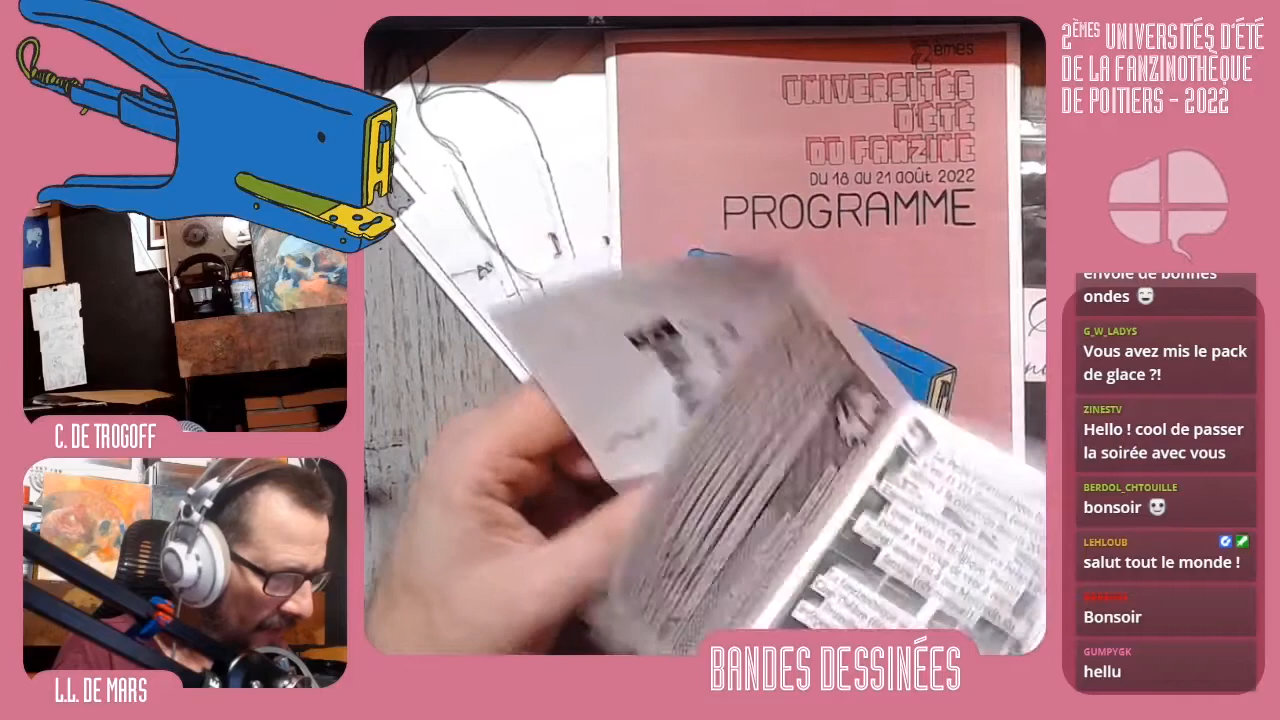 2ÈMES UNIVERSITÉS D'ÉTÉ
DE LA FANZINOTHÈQUE
DE POITIERS - 2022
2èmes
UNIVERSITÉS
D'ÉTÉ
DU FANZINE
DU 18 au 21 août 2022
PROGRAMME
C. DE TROGOFF
L.L. DE MARS
BANDES DESSINÉES
envoie de bonnes
ondes
G_W_LADYS
Vous avez mis le pack
de glace ?!
ZINESTV
Hello ! cool de passer
la soirée avec vous
BERDOL_CHTOUILLE
bonsoir
LEHLOUB
salut tout le monde !
Bonsoir
GUMPYGK
hellu